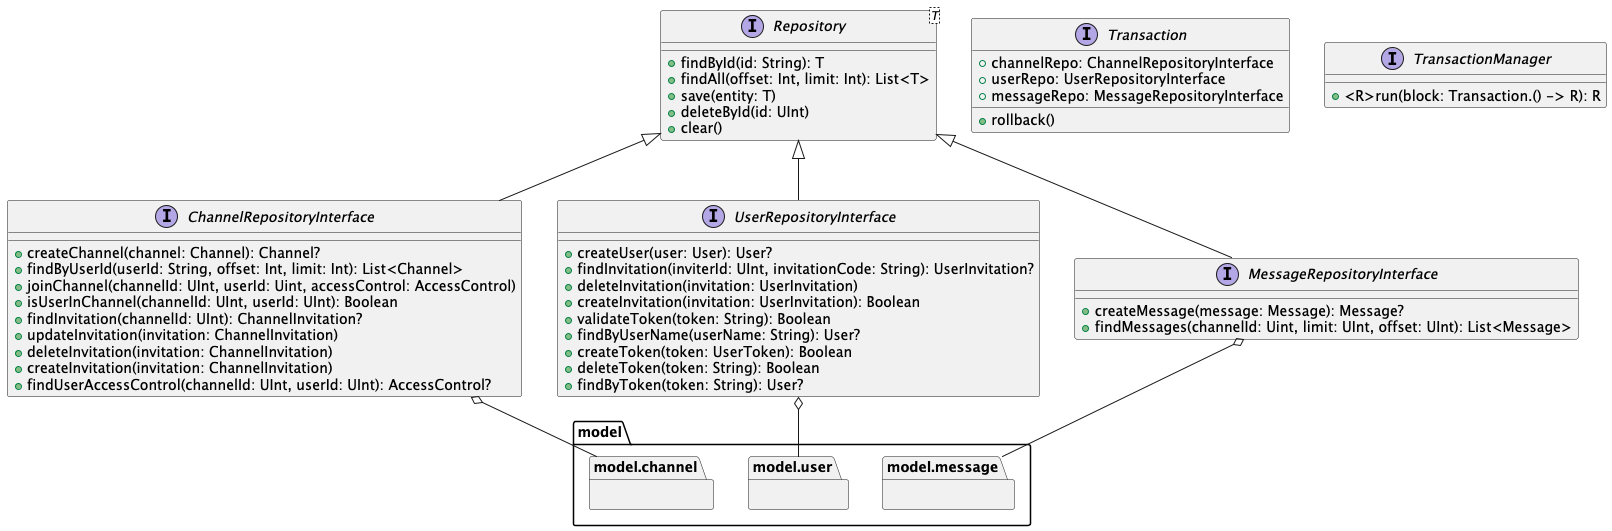 T
I Repository
findById(id: String): T
findAll(offset: Int, limit: Int): List<T>
save(entity: T)
deleteById(id: UInt)
clear()
I Transaction
channelRepo: ChannelRepositoryInterface
userRepo: UserRepositoryInterface
messageRepo: MessageRepositoryInterface
rollback()
I TransactionManager
<R>run(block: Transaction.() -> R): R
I ChannelRepositoryInterface
createChannel(channel: Channel): Channel?
findByUserId(userId: String, offset: Int, limit: Int): List<Channel>
joinChannel(channelId: UInt, userId: Uint, accessControl: AccessControl)
isUserInChannel(channelId: UInt, userId: UInt): Boolean
findInvitation(channelId: UInt): ChannelInvitation?
updateInvitation(invitation: ChannelInvitation)
deleteInvitation(invitation: ChannelInvitation)
createInvitation(invitation: ChannelInvitation)
findUserAccessControl(channelId: UInt, userId: UInt): AccessControl?
I UserRepositoryInterface
createUser(user: User): User?
findInvitation(inviterId: UInt, invitationCode: String): UserInvitation?
deleteInvitation(invitation: UserInvitation)
createInvitation(invitation: UserInvitation): Boolean
validateToken(token: String): Boolean
findByUserName(userName: String): User?
createToken(token: UserToken): Boolean
deleteToken(token: String): Boolean
findByToken(token: String): User?
I MessageRepositoryInterface
createMessage(message: Message): Message?
findMessages(channelId: Uint, limit: UInt, offset: UInt): List<Message>
model
model.channel
model.user
model.message